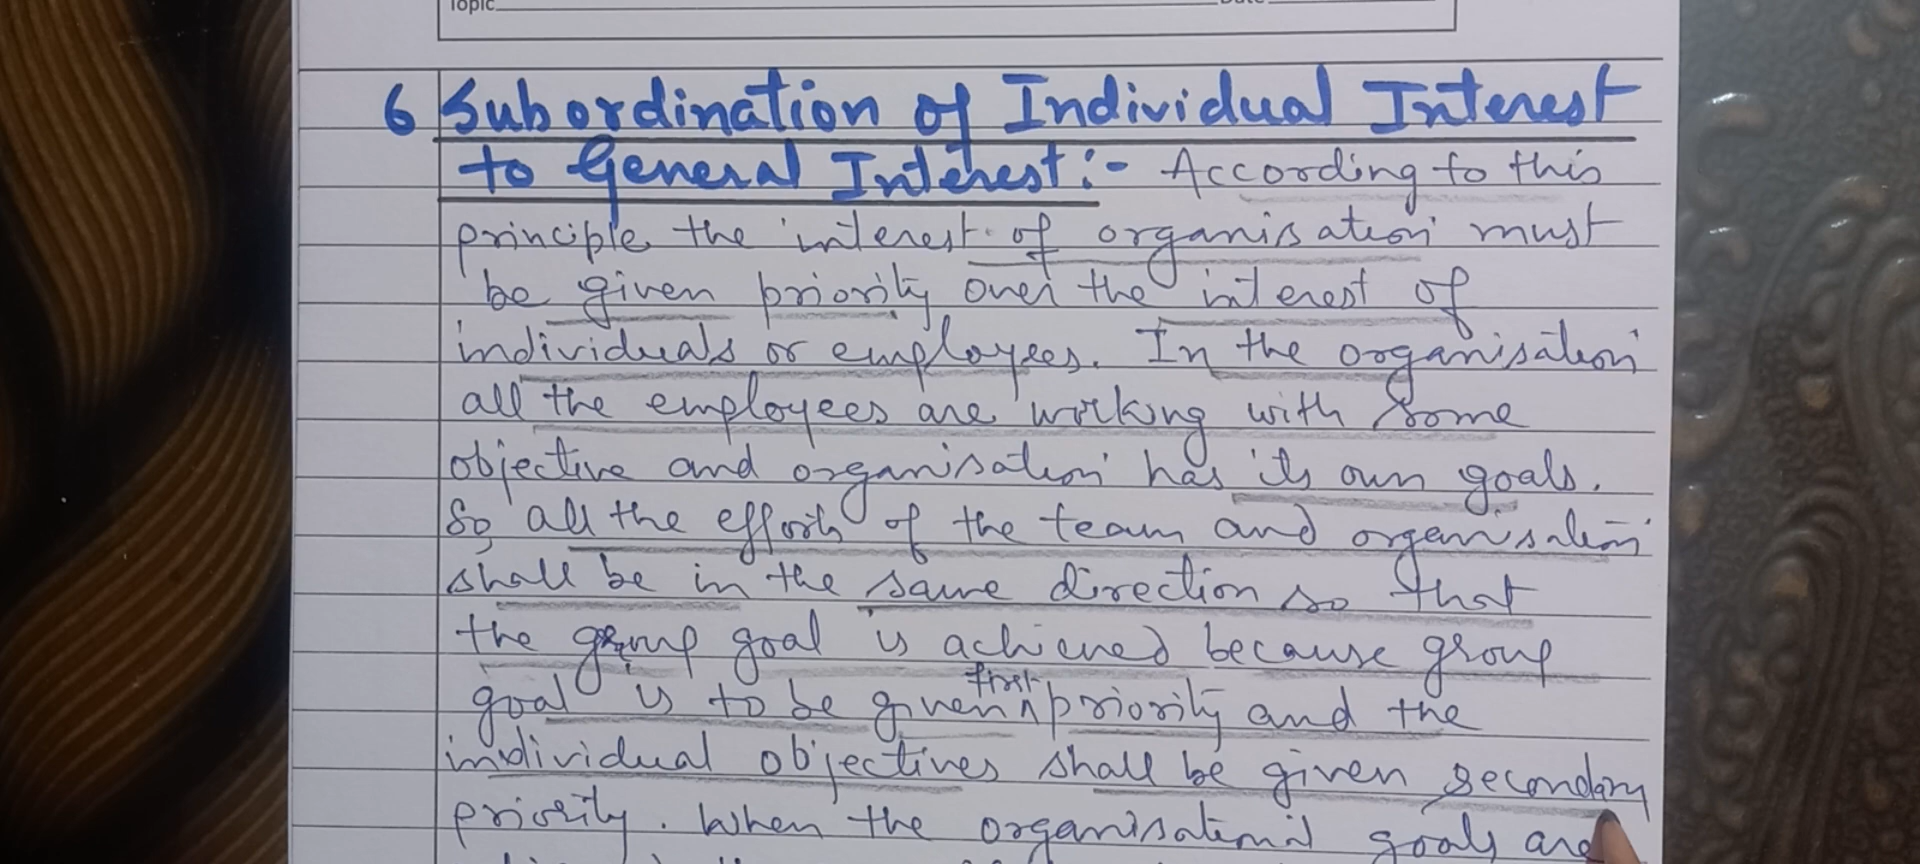 Topic
6 Subordination of Individual Interest
to General Interest:- According to this
principle the interest of organisation must
be given priority over the interest of
individuals or employees. In the organisation
all the employees are working with some
objective and organisation has its own goals.
So all the efforts of the team and organisation
shall be in the same direction so that
the group goal is achieved because group
goal is to be given first priority and the
individual objectives shall be given secondary
priority. When the organisational goals are